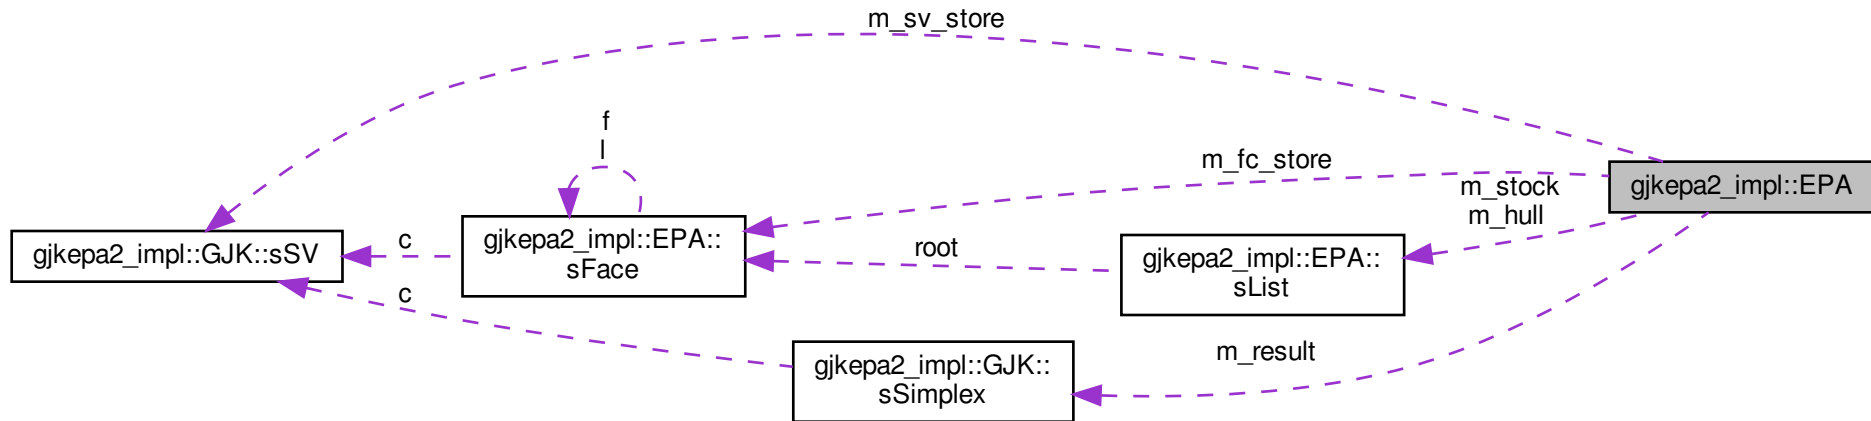 m_sv_store
f
l
m_fc_store
m_stock
m_hull
gjkepa2_impl::EPA
gjkepa2_impl::GJK::sSV
c
gjkepa2_impl::EPA::
sFace
root
gjkepa2_impl::EPA::
sList
c
gjkepa2_impl::GJK::
sSimplex
m_result